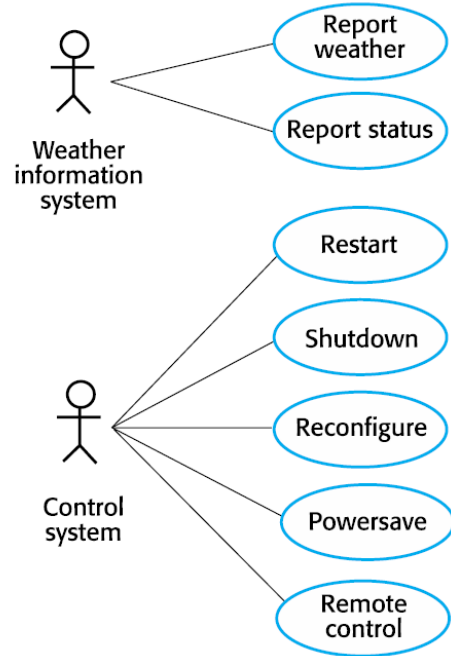 Report
weather
Report status
Weather
information
system
Restart
Shutdown
Reconfigure
Control
system
Powersave
Remote
control